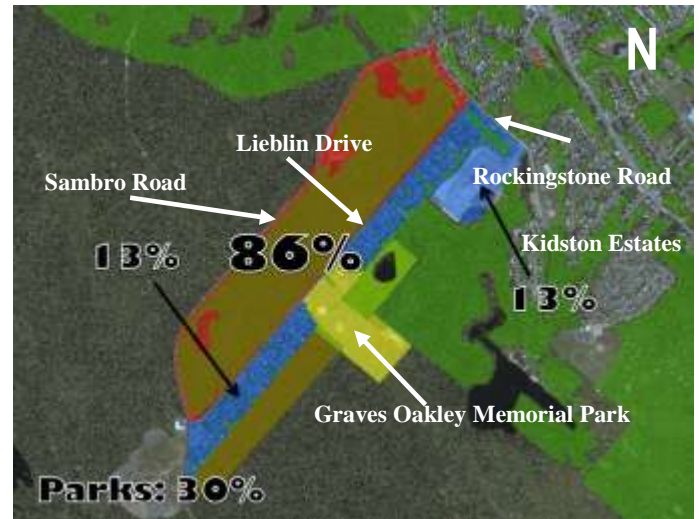 N
Lieblin Drive
Rockingstone Road
Sambro Road
Kidston Estates
13%
86%
13%
Graves Oakley Memorial Park
Parks: 30%